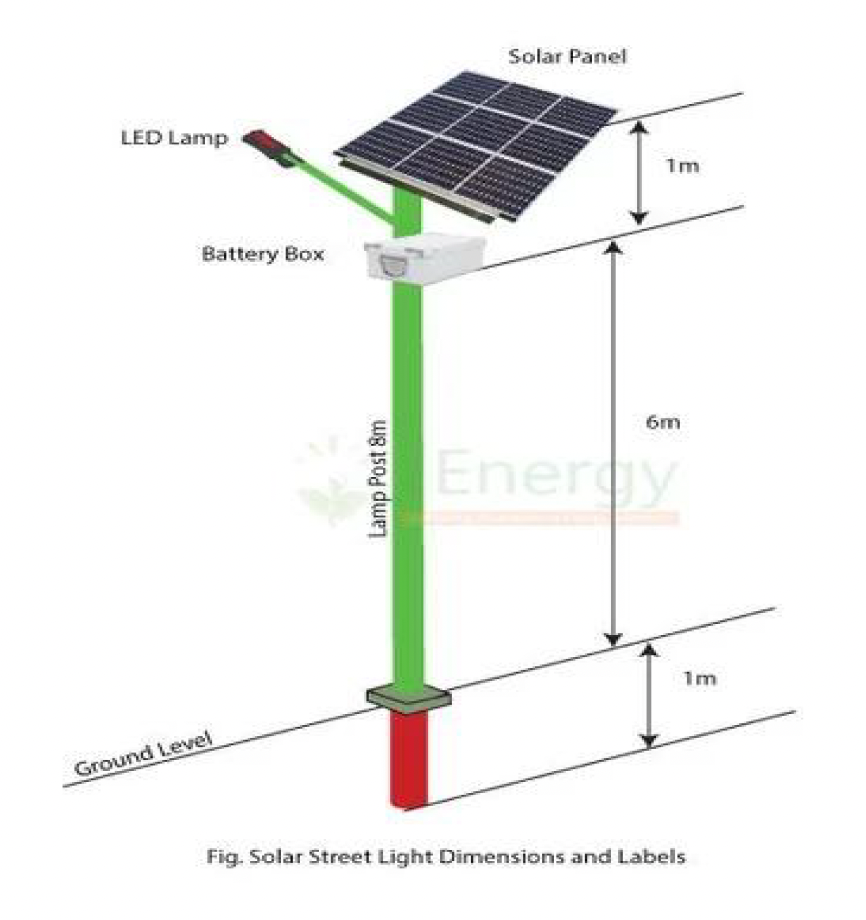 Solar Panel
LED Lamp
1m
Battery Box
6m
Lamp Post 8m
Energy
1m
Ground Level
Fig. Solar Street Light Dimensions and Labels